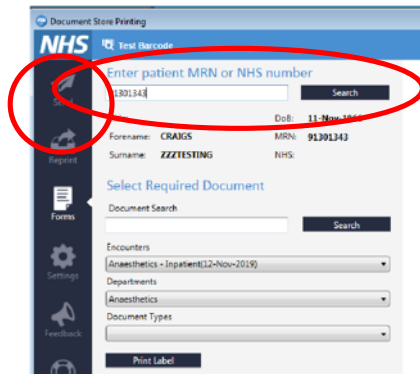 Document Store Printing
NHS Test Barcode
Enter patient MRN or NHS number
91301343 Search
Send
DoB: 11-Nov-
Forename: CRAIGS MRN: 91301343
Reprint
Surname: ZZZTESTING NHS:
Select Required Document
Document Search
Forms
Search
Encounters
Anaesthetics - Inpatient(12-Nov-2019)
Settings
Departments
Anaesthetics
Document Types
Feedback
Print Label